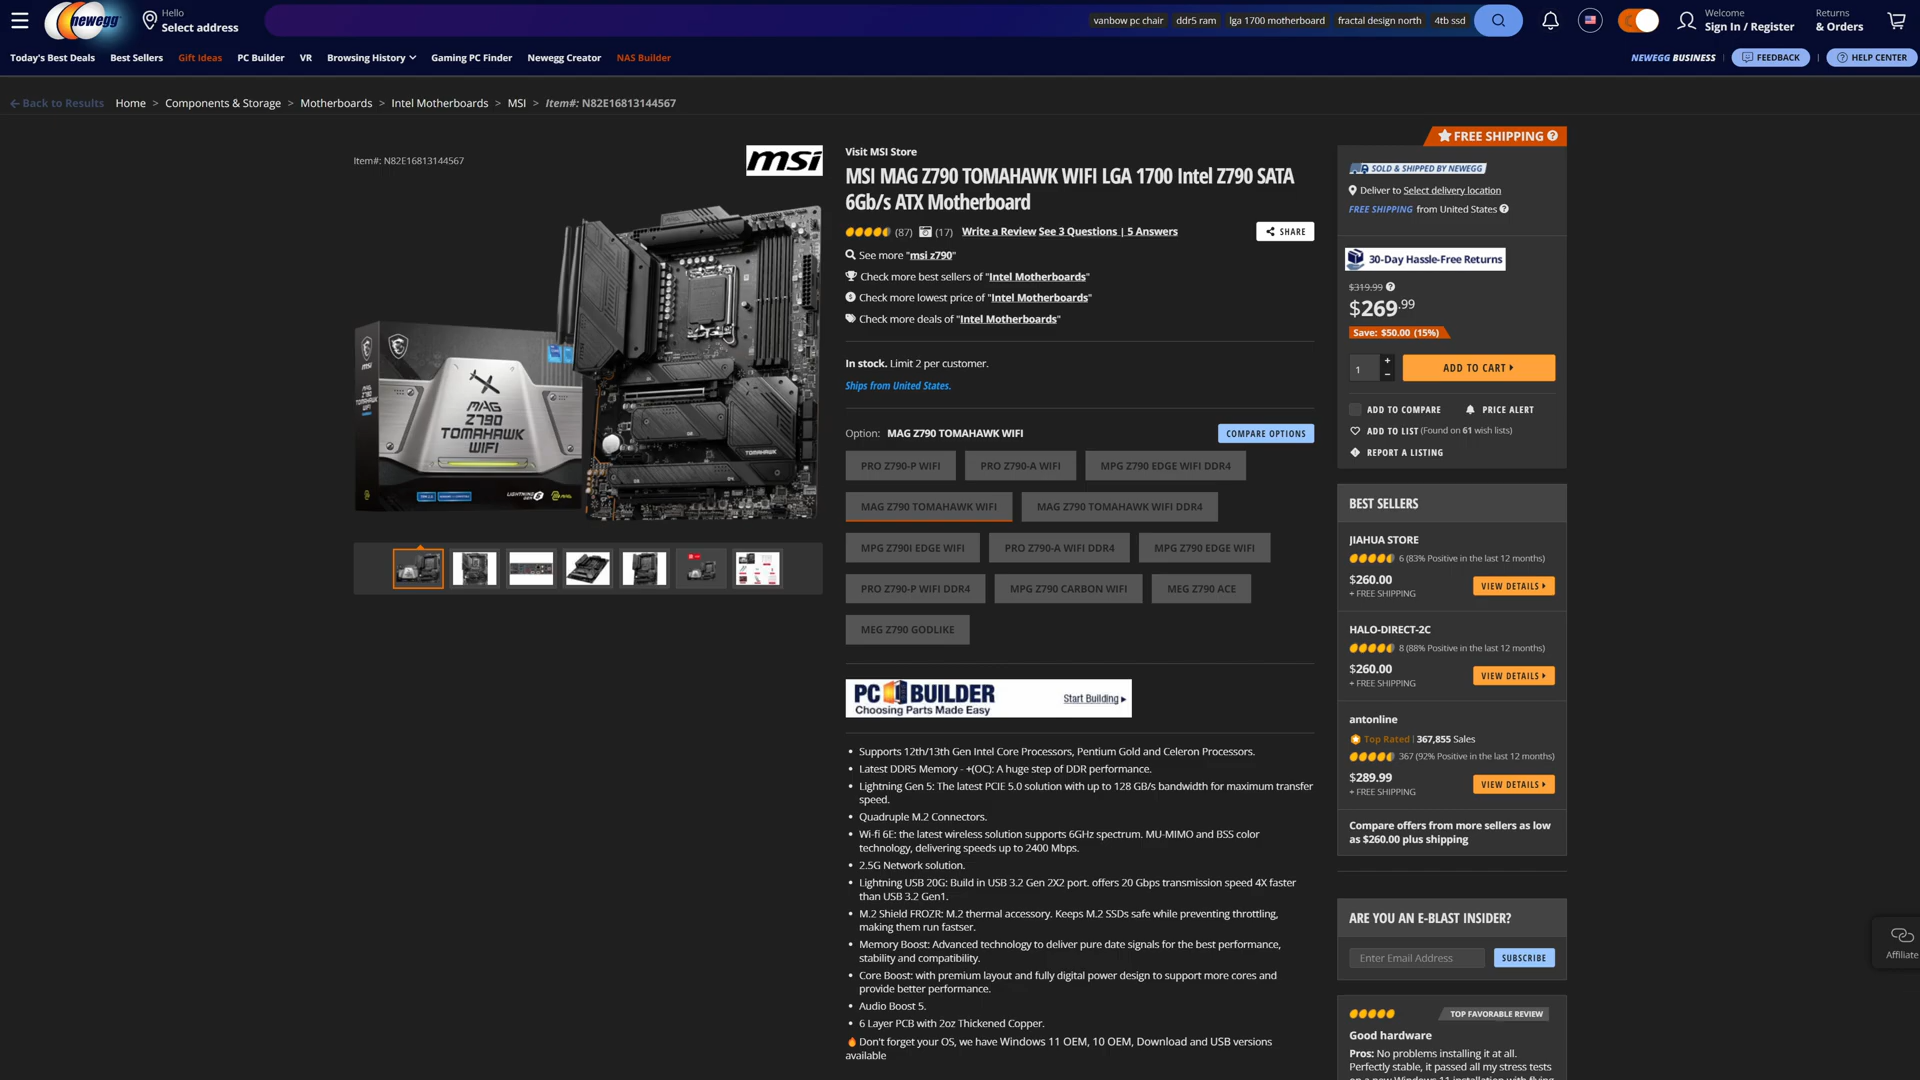 newegg
Hello
Select address
vanbow pc chair
ddr5 ram
lga 1700 motherboard
fractal design north
4tb ssd
Welcome
Sign In / Register
Returns
& Orders
Today's Best Deals
Best Sellers
Gift Ideas
PC Builder
VR
Browsing History
Gaming PC Finder
Newegg Creator
NAS Builder
NEWEGG BUSINESS
FEEDBACK
HELP CENTER
Back to Results
Home > Components & Storage > Motherboards > Intel Motherboards > MSI > Item#: N82E16813144567
Item#: N82E16813144567
msi
MAG
Z790
TOMAHAWK
WIFI
TOMAHAWK
Visit MSI Store
MSI MAG Z790 TOMAHAWK WIFI LGA 1700 Intel Z790 SATA
6Gb/s ATX Motherboard
(87) (17) Write a Review See 3 Questions | 5 Answers
SHARE
See more "msi z790"
Check more best sellers of "Intel Motherboards"
Check more lowest price of "Intel Motherboards"
Check more deals of "Intel Motherboards"
In stock. Limit 2 per customer.
Ships from United States.
Option: MAG Z790 TOMAHAWK WIFI
COMPARE OPTIONS
PRO Z790-P WIFI
PRO Z790-A WIFI
MPG Z790 EDGE WIFI DDR4
MAG Z790 TOMAHAWK WIFI
MAG Z790 TOMAHAWK WIFI DDR4
MPG Z790I EDGE WIFI
PRO Z790-A WIFI DDR4
MPG Z790 EDGE WIFI
PRO Z790-P WIFI DDR4
MPG Z790 CARBON WIFI
MEG Z790 ACE
MEG Z790 GODLIKE
PC BUILDER
Choosing Parts Made Easy
Start Building
• Supports 12th/13th Gen Intel Core Processors, Pentium Gold and Celeron Processors.
• Latest DDR5 Memory - +(OC): A huge step of DDR performance.
• Lightning Gen 5: The latest PCIE 5.0 solution with up to 128 GB/s bandwidth for maximum transfer
speed.
• Quadruple M.2 Connectors.
• Wi-fi 6E: the latest wireless solution supports 6GHz spectrum. MU-MIMO and BSS color
technology, delivering speeds up to 2400 Mbps.
• 2.5G Network solution.
• Lightning USB 20G: Build in USB 3.2 Gen 2X2 port. offers 20 Gbps transmission speed 4X faster
than USB 3.2 Gen1.
• M.2 Shield FROZR: M.2 thermal accessory. Keeps M.2 SSDs safe while preventing throttling,
making them run fastser.
• Memory Boost: Advanced technology to deliver pure date signals for the best performance,
stability and compatibility.
• Core Boost: with premium layout and fully digital power design to support more cores and
provide better performance.
• Audio Boost 5.
• 6 Layer PCB with 2oz Thickened Copper.
Don't forget your OS, we have Windows 11 OEM, 10 OEM, Download and USB versions
available
FREE SHIPPING
SOLD & SHIPPED BY NEWEGG
Deliver to Select delivery location
FREE SHIPPING from United States
30-Day Hassle-Free Returns
$319.99
$269.99
Save: $50.00 (15%)
1
+
−
ADD TO CART
ADD TO COMPARE
PRICE ALERT
ADD TO LIST (Found on 61 wish lists)
REPORT A LISTING
BEST SELLERS
JIAHUA STORE
6 (83% Positive in the last 12 months)
$260.00
+ FREE SHIPPING
VIEW DETAILS
HALO-DIRECT-2C
8 (88% Positive in the last 12 months)
$260.00
+ FREE SHIPPING
VIEW DETAILS
antonline
Top Rated | 367,855 Sales
367 (92% Positive in the last 12 months)
$289.99
+ FREE SHIPPING
VIEW DETAILS
Compare offers from more sellers as low
as $260.00 plus shipping
ARE YOU AN E-BLAST INSIDER?
Enter Email Address
SUBSCRIBE
TOP FAVORABLE REVIEW
Good hardware
Pros: No problems installing it at all.
Perfectly stable, it passed all my stress tests
on a new Windows 11 installation with flying
Affiliate